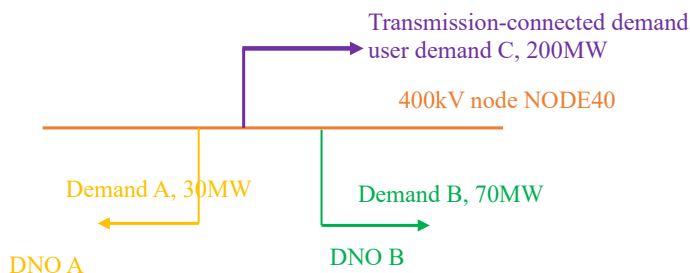 Transmission-connected demand
user demand C, 200MW
400kV node NODE40
Demand A, 30MW
Demand B, 70MW
DNO B
DNO A